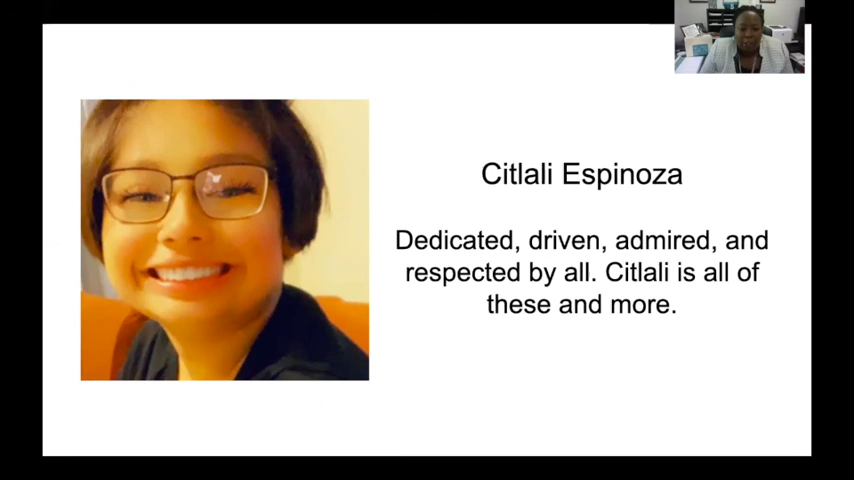 Citlali Espinoza
Dedicated, driven, admired, and
respected by all. Citlali is all of
these and more.